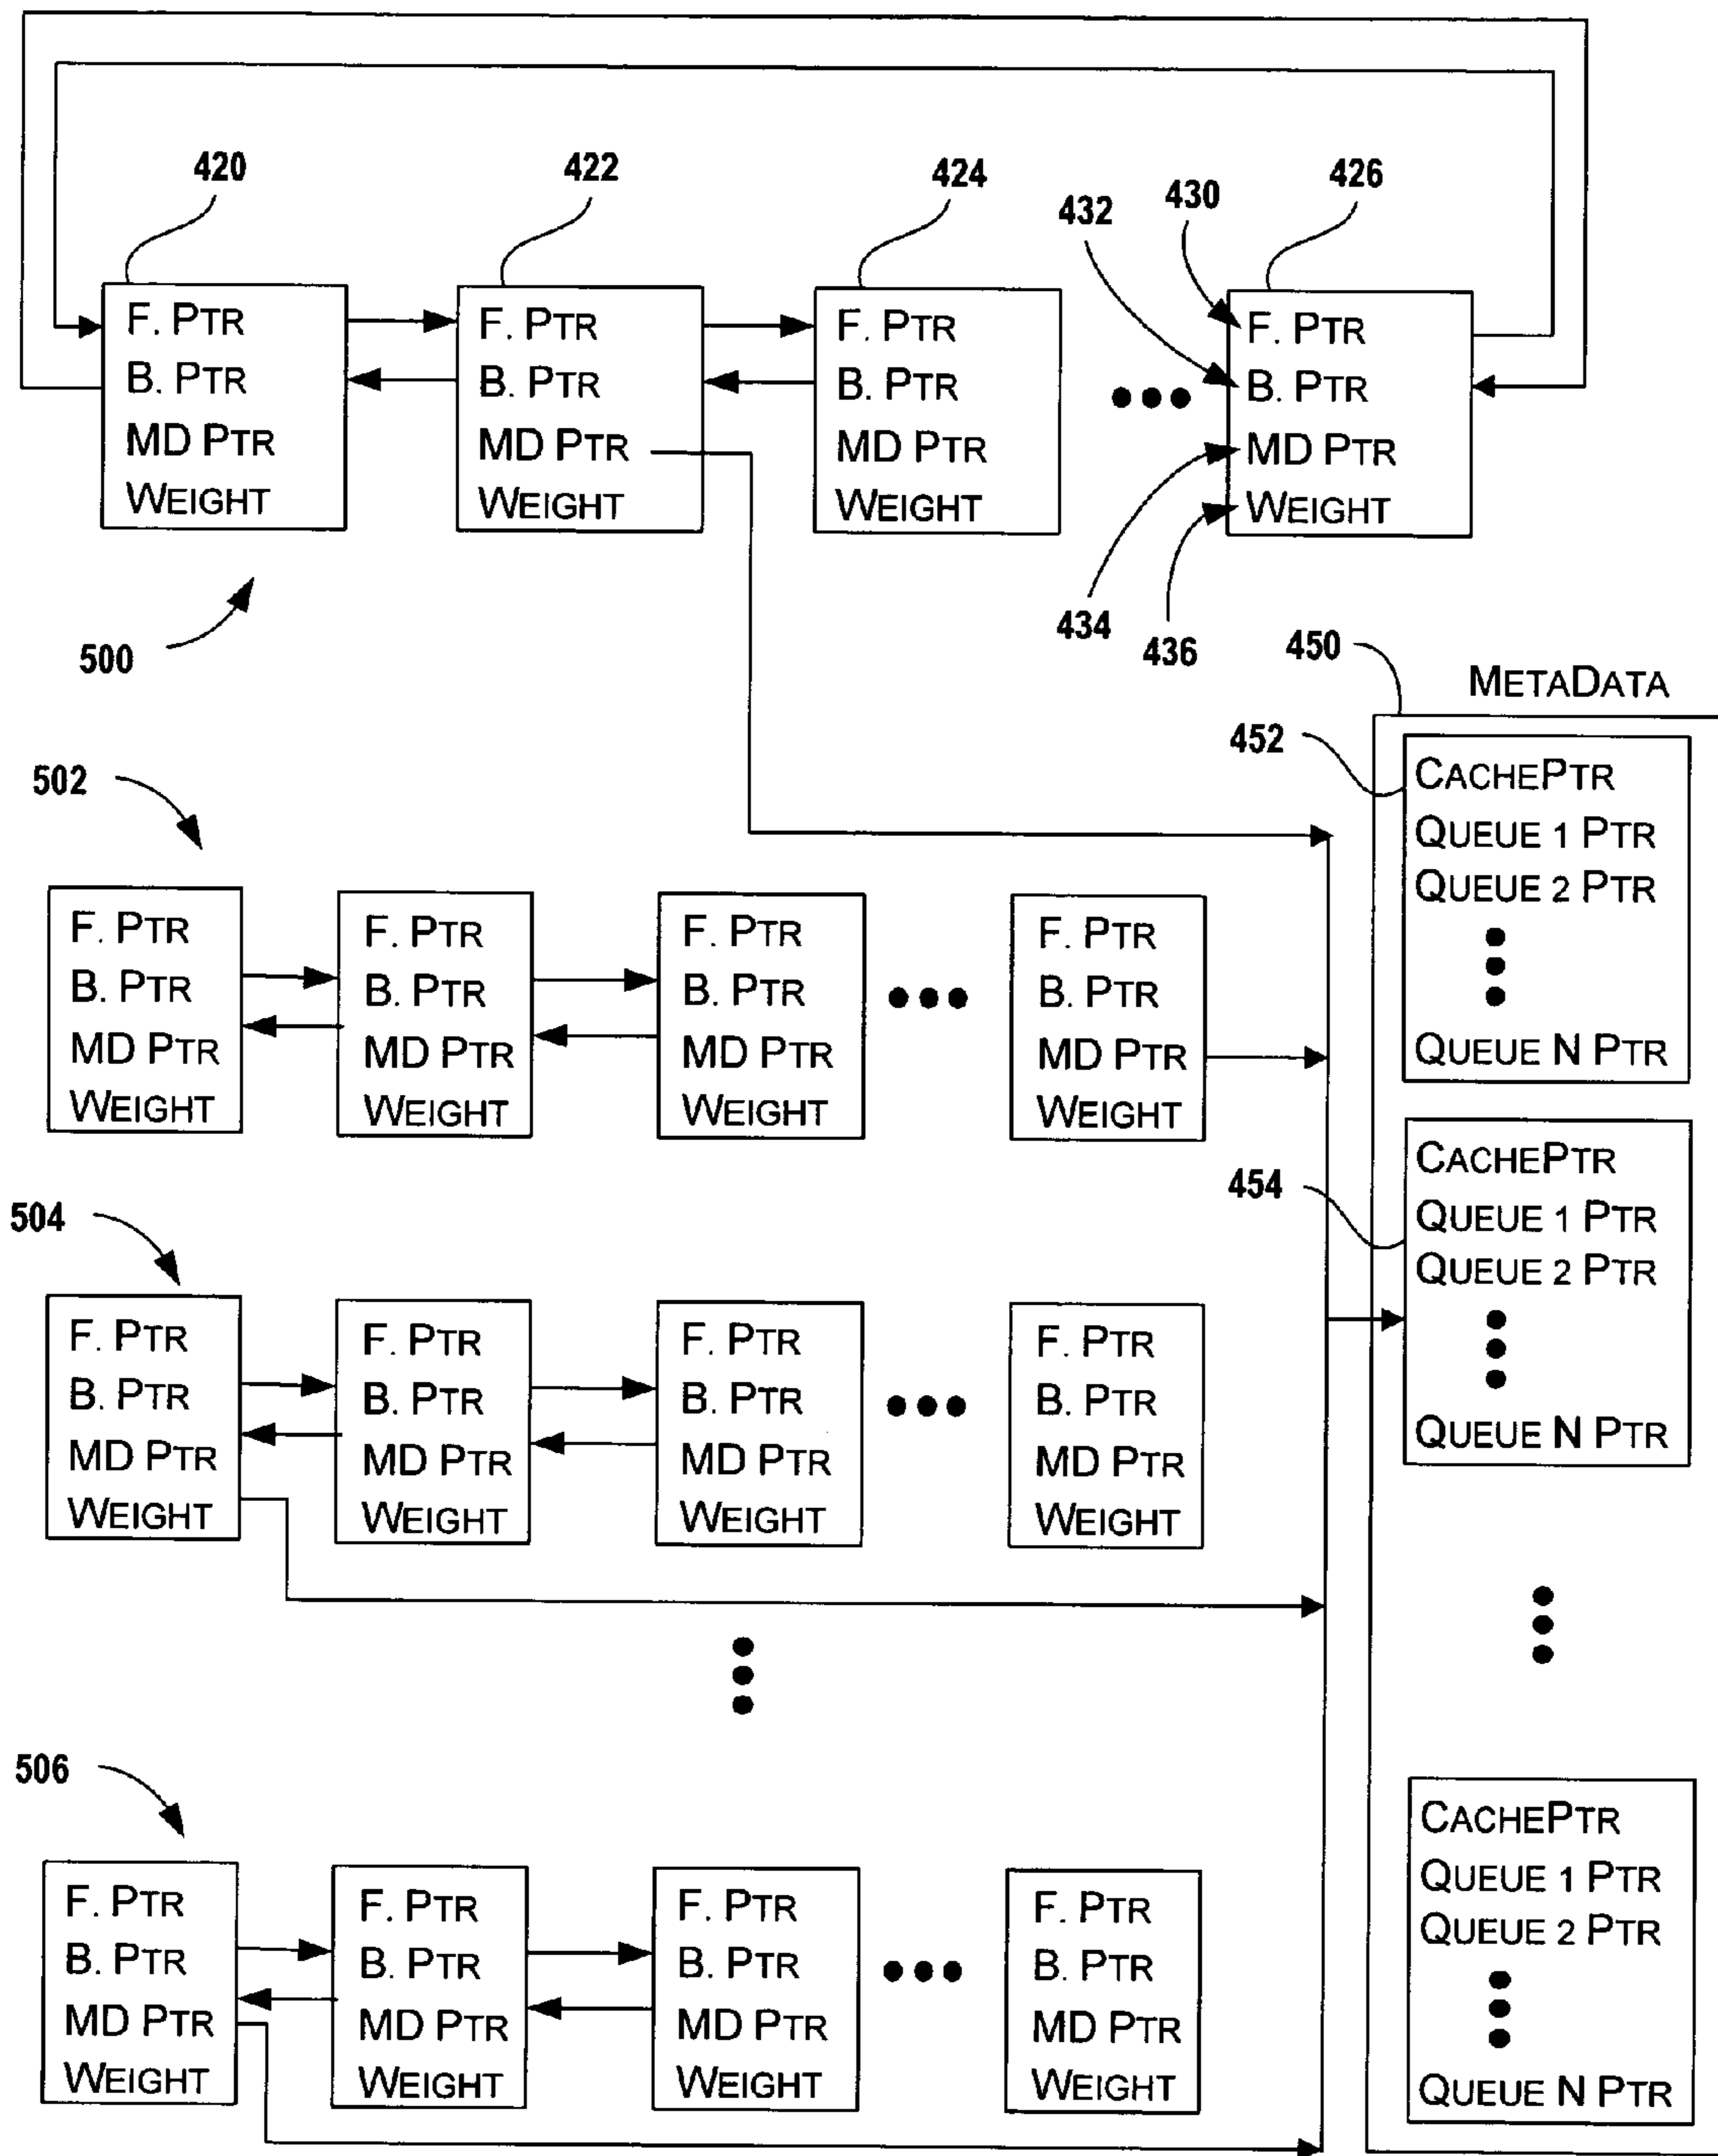 420
422
424
432
430
426
F. PTR
B. PTR
MD PTR
WEIGHT
F. PTR
B. PTR
MD PTR
WEIGHT
F. PTR
B. PTR
MD PTR
WEIGHT
F. PTR
B. PTR
MD PTR
WEIGHT
500
434
436
450
METADATA
502
452
CACHEPTR
QUEUE 1 PTR
QUEUE 2 PTR
QUEUE N PTR
F. PTR
B. PTR
MD PTR
WEIGHT
F. PTR
B. PTR
MD PTR
WEIGHT
F. PTR
B. PTR
MD PTR
WEIGHT
F. PTR
B. PTR
MD PTR
WEIGHT
504
454
CACHEPTR
QUEUE 1 PTR
QUEUE 2 PTR
QUEUE N PTR
F. PTR
B. PTR
MD PTR
WEIGHT
F. PTR
B. PTR
MD PTR
WEIGHT
F. PTR
B. PTR
MD PTR
WEIGHT
F. PTR
B. PTR
MD PTR
WEIGHT
506
F. PTR
B. PTR
MD PTR
WEIGHT
F. PTR
B. PTR
MD PTR
WEIGHT
F. PTR
B. PTR
MD PTR
WEIGHT
F. PTR
B. PTR
MD PTR
WEIGHT
CACHEPTR
QUEUE 1 PTR
QUEUE 2 PTR
QUEUE N PTR